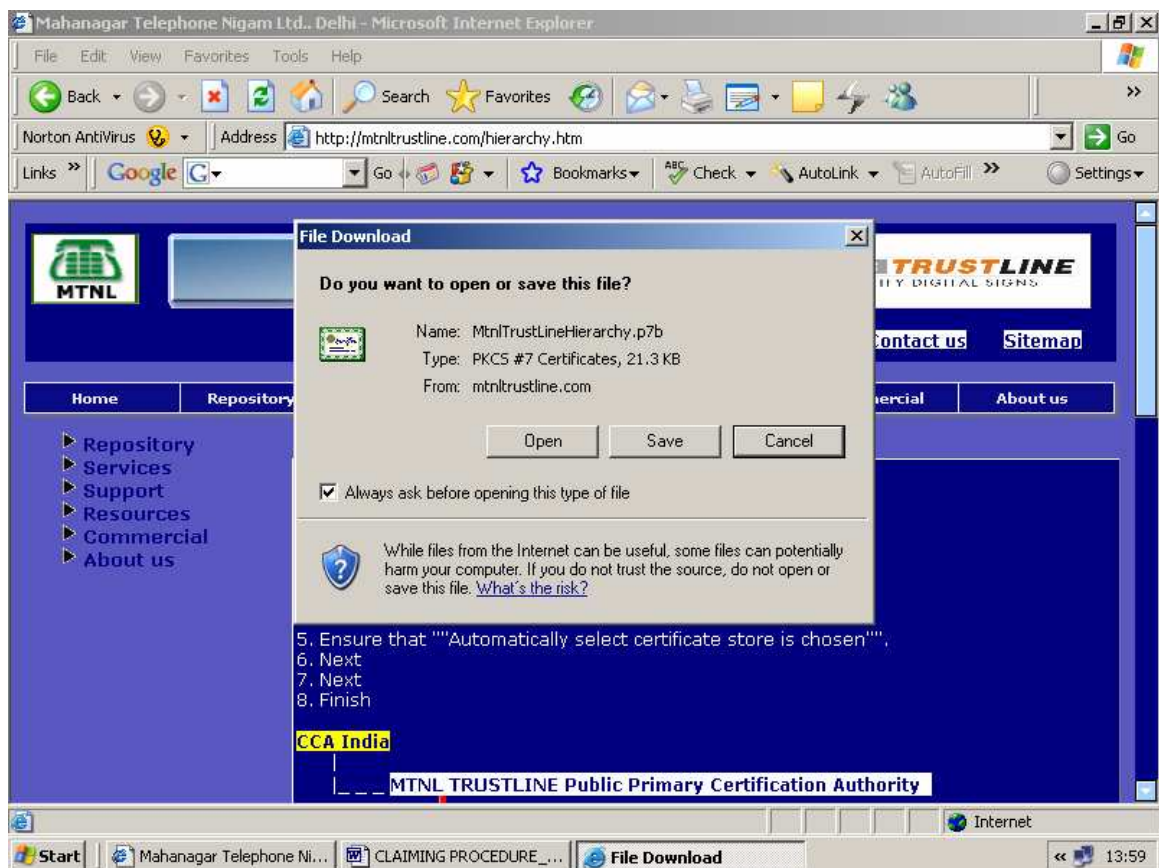 Mahanagar Telephone Nigam Ltd.. Delhi - Microsoft Internet Explorer
File Edit View Favorites Tools Help
Back Search Favorites
Norton AntiVirus Address http://mtnltrustline.com/hierarchy.htm Go
Links Google G Go Bookmarks ABC Check AutoLink AutoFill Settings
MTNL
TRUSTLINE
DIGITAL SIGNS
Contact us Sitemap
Home Repository About us
Repository
Services
Support
Resources
Commercial
About us
File Download
Do you want to open or save this file?
Name: MtnlTrustLineHierarchy.p7b
Type: PKCS #7 Certificates, 21.3 KB
From: mtnltrustline.com
Open Save Cancel
Always ask before opening this type of file
While files from the Internet can be useful, some files can potentially
harm your computer. If you do not trust the source, do not open or
save this file. What's the risk?
5. Ensure that ""Automatically select certificate store is chosen"".
6. Next
7. Next
8. Finish
CCA India
|
|_ _ _ MTNL TRUSTLINE Public Primary Certification Authority
Internet
Start Mahanagar Telephone Ni... CLAIMING PROCEDURE_... File Download 13:59